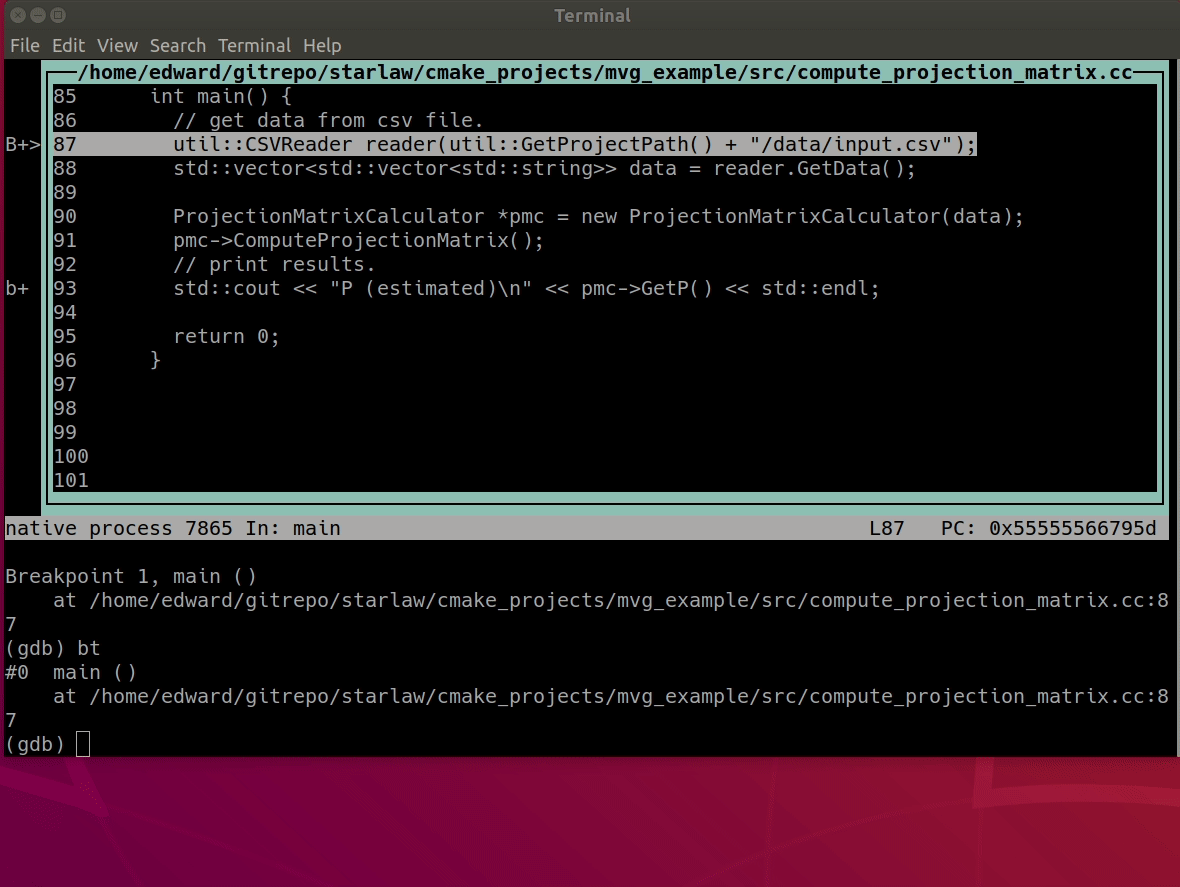 Terminal
File Edit View Search Terminal Help
/home/edward/gitrepo/starlaw/cmake_projects/mvg_example/src/compute_projection_matrix.cc
85      int main() {
86        // get data from csv file.
B+> 87        util::CSVReader reader(util::GetProjectPath() + "/data/input.csv");
88        std::vector<std::vector<std::string>> data = reader.GetData();
89
90        ProjectionMatrixCalculator *pmc = new ProjectionMatrixCalculator(data);
91        pmc->ComputeProjectionMatrix();
92        // print results.
b+ 93        std::cout << "P (estimated)\n" << pmc->GetP() << std::endl;
94
95        return 0;
96      }
97
98
99
100
101
native process 7865 In: main L87 PC: 0x55555566795d
Breakpoint 1, main ()
    at /home/edward/gitrepo/starlaw/cmake_projects/mvg_example/src/compute_projection_matrix.cc:8
7
(gdb) bt
#0  main ()
    at /home/edward/gitrepo/starlaw/cmake_projects/mvg_example/src/compute_projection_matrix.cc:8
7
(gdb)